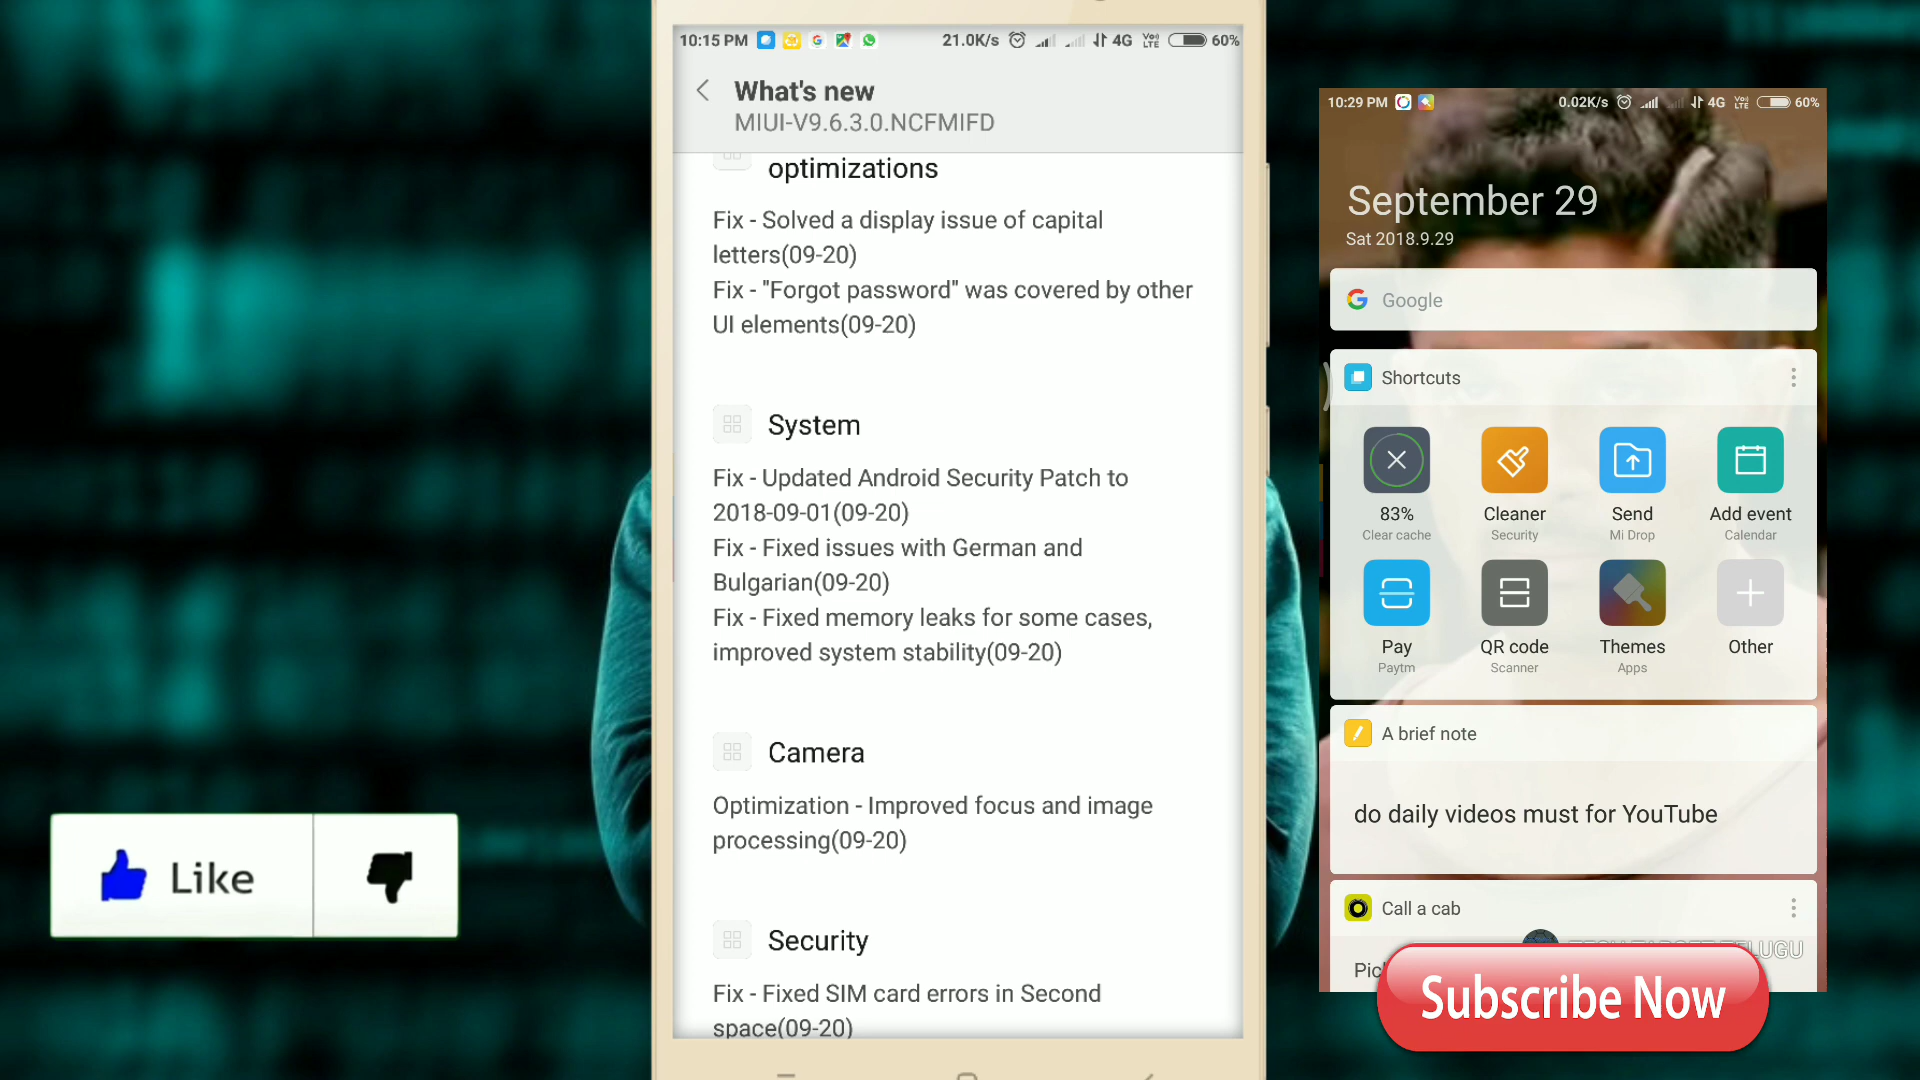 10:15 PM
21.0K/s
4G
Vo))
LTE
60%
What's new
MIUI-V9.6.3.0.NCFMIFD
optimizations
Fix - Solved a display issue of capital
letters(09-20)
Fix - "Forgot password" was covered by other
UI elements(09-20)
System
Fix - Updated Android Security Patch to
2018-09-01(09-20)
Fix - Fixed issues with German and
Bulgarian(09-20)
Fix - Fixed memory leaks for some cases,
improved system stability(09-20)
Camera
Optimization - Improved focus and image
processing(09-20)
Security
Fix - Fixed SIM card errors in Second
space(09-20)
Like
10:29 PM
0.02K/s
4G
Vo))
LTE
60%
September 29
Sat 2018.9.29
Google
Shortcuts
83%
Clear cache
Cleaner
Security
Send
Mi Drop
Add event
Calendar
Pay
Paytm
QR code
Scanner
Themes
Apps
Other
A brief note
do daily videos must for YouTube
Call a cab
Subscribe Now